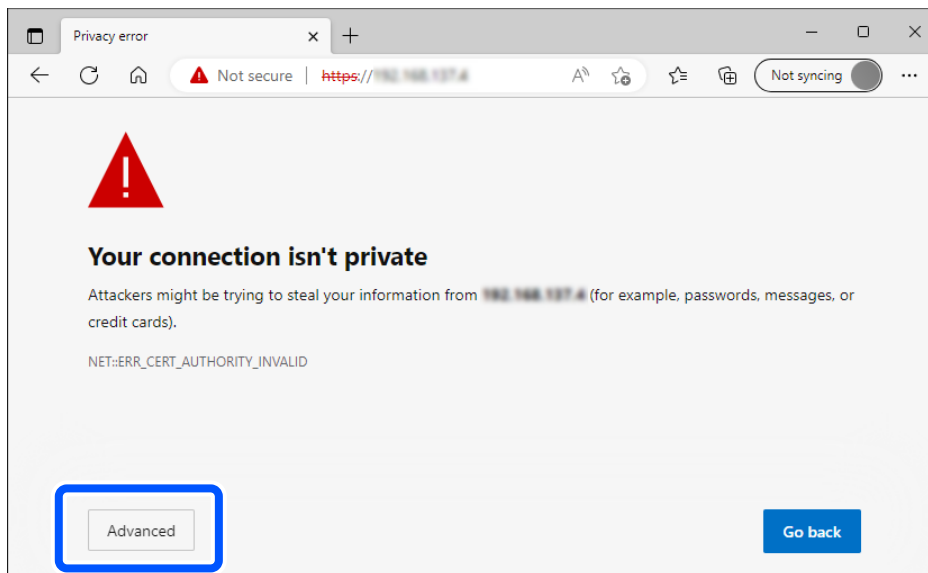 Privacy error
Not secure https://
Not syncing
Your connection isn't private
Attackers might be trying to steal your information from (for example, passwords, messages, or
credit cards).
NET::ERR_CERT_AUTHORITY_INVALID
Advanced
Go back